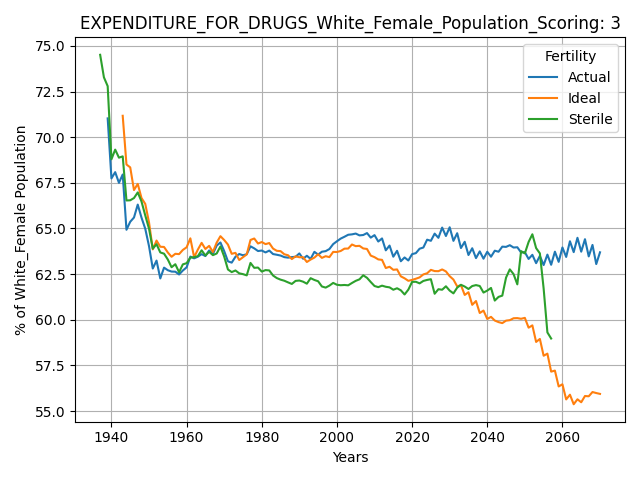 EXPENDITURE_FOR_DRUGS_White_Female_Population_Scoring: 3
75.0
72.5
70.0
67.5
65.0
62.5
60.0
57.5
55.0
% of White_Female Population
Fertility
Actual
Ideal
Sterile
1940
1960
1980
2000
2020
2040
2060
Years